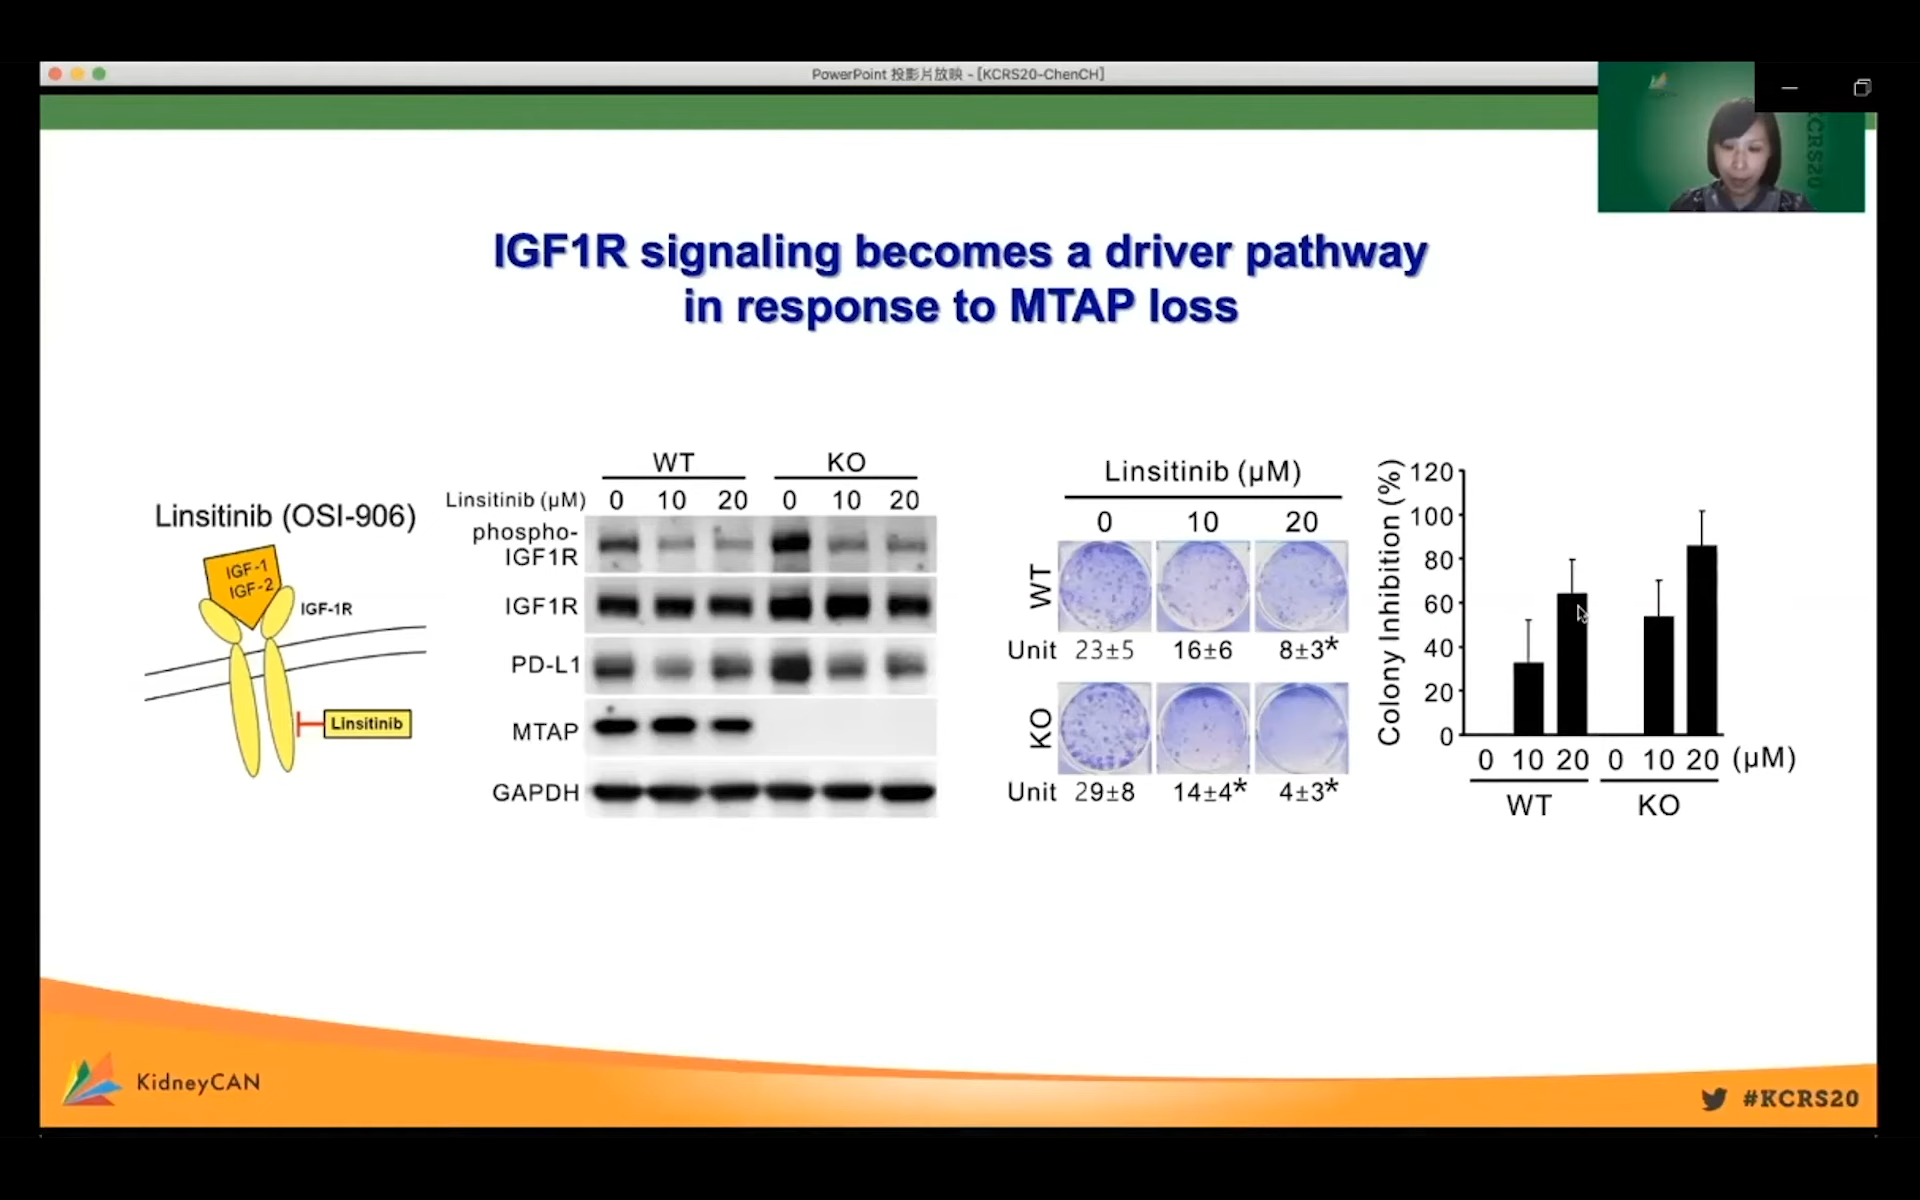 PowerPoint 投影片放映 - [KCRS20-ChenCH]
KCRS20
IGF1R signaling becomes a driver pathway
in response to MTAP loss
Linsitinib (OSI-906)
IGF-1
IGF-2
IGF-1R
Linsitinib
WT KO
Linsitinib (µM) 0 10 20 0 10 20
phospho-
IGF1R
IGF1R
PD-L1
MTAP
GAPDH
Linsitinib (µM)
0 10 20
WT
Unit 23±5 16±6 8±3*
KO
Unit 29±8 14±4* 4±3*
Colony Inhibition (%)
120
100
80
60
40
20
0
0 10 20 0 10 20 (µM)
WT KO
KidneyCAN
#KCRS20